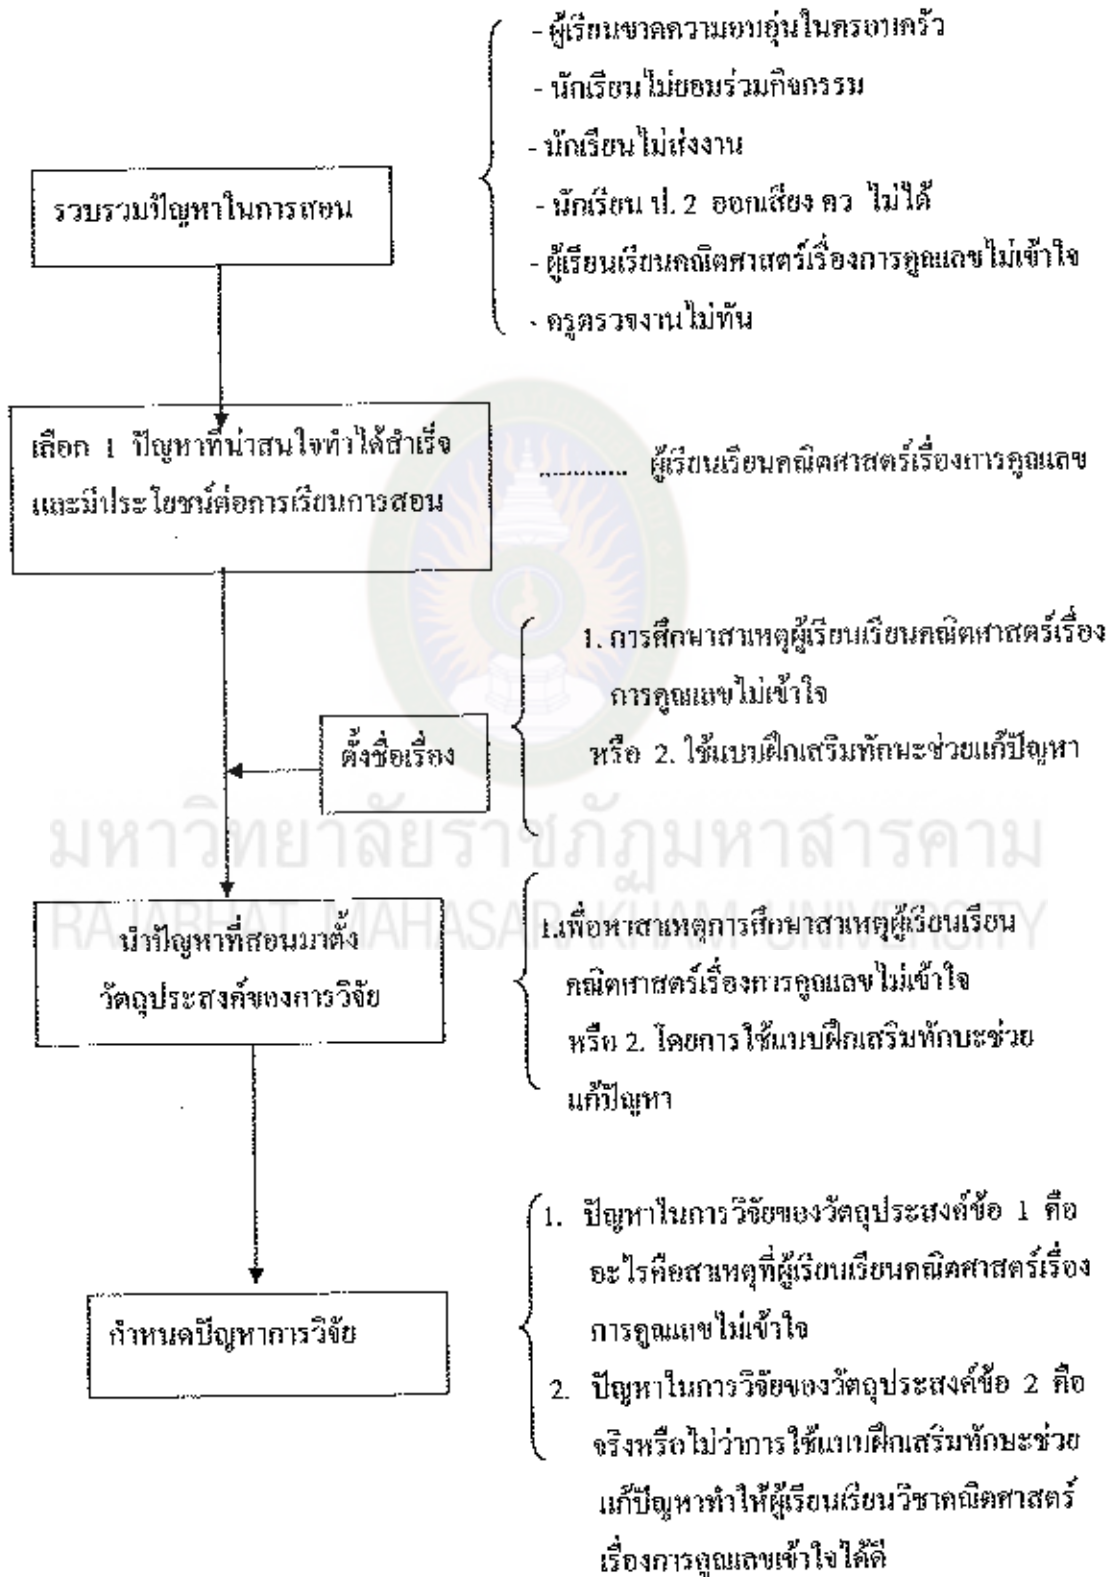 - ผู้เรียนขาดความอบอุ่นในครอบครัว
- นักเรียนไม่ยอมร่วมกิจกรรม
- นักเรียนไม่ส่งงาน
- นักเรียน ป. 2 ออกเสียง คว ไม่ได้
- ผู้เรียนเรียนคณิตศาสตร์เรื่องการคูณเลขไม่เข้าใจ
- ครูตรวจงานไม่ทัน
รวบรวมปัญหาในการสอน
เลือก 1 ปัญหาที่น่าสนใจทำได้สำเร็จ
และมีประโยชน์ต่อการเรียนการสอน
............ ผู้เรียนเรียนคณิตศาสตร์เรื่องการคูณเลข
ตั้งชื่อเรื่อง
1. การศึกษาสาเหตุผู้เรียนเรียนคณิตศาสตร์เรื่อง
การคูณเลขไม่เข้าใจ
หรือ 2. ใช้แบบฝึกเสริมทักษะช่วยแก้ปัญหา
มหาวิทยาลัยราชภัฏมหาสารคาม
RAJABHAT MAHASARAKHAM UNIVERSITY
นำปัญหาที่สอนมาตั้ง
วัตถุประสงค์ของการวิจัย
1.เพื่อหาสาเหตุการศึกษาสาเหตุผู้เรียนเรียน
คณิตศาสตร์เรื่องการคูณเลขไม่เข้าใจ
หรือ 2. โดยการใช้แบบฝึกเสริมทักษะช่วย
แก้ปัญหา
กำหนดปัญหาการวิจัย
1. ปัญหาในการวิจัยของวัตถุประสงค์ข้อ 1 คือ
อะไรคือสาเหตุที่ผู้เรียนเรียนคณิตศาสตร์เรื่อง
การคูณเลขไม่เข้าใจ
2. ปัญหาในการวิจัยของวัตถุประสงค์ข้อ 2 คือ
จริงหรือไม่ว่าการใช้แบบฝึกเสริมทักษะช่วย
แก้ปัญหาทำให้ผู้เรียนเรียนวิชาคณิตศาสตร์
เรื่องการคูณเลขเข้าใจได้ดี